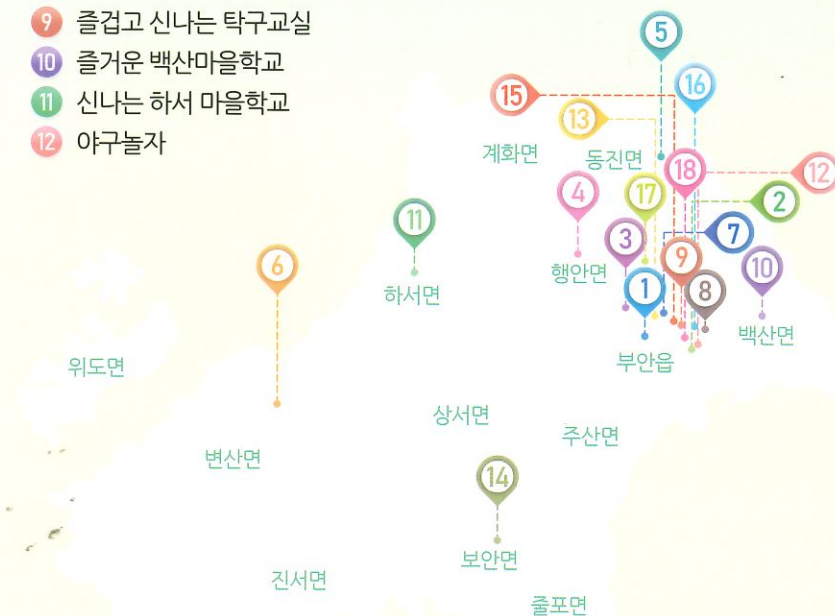 9 즐겁고 신나는 탁구교실
10 즐거운 백산마을학교
11 신나는 하서 마을학교
12 야구놀자
5
16
15
13
12
계화면
동진면
18
4
17
2
11
3
7
행안면
9
10
6
1
8
하서면
백산면
부안읍
위도면
상서면
주산면
변산면
14
보안면
진서면
줄포면